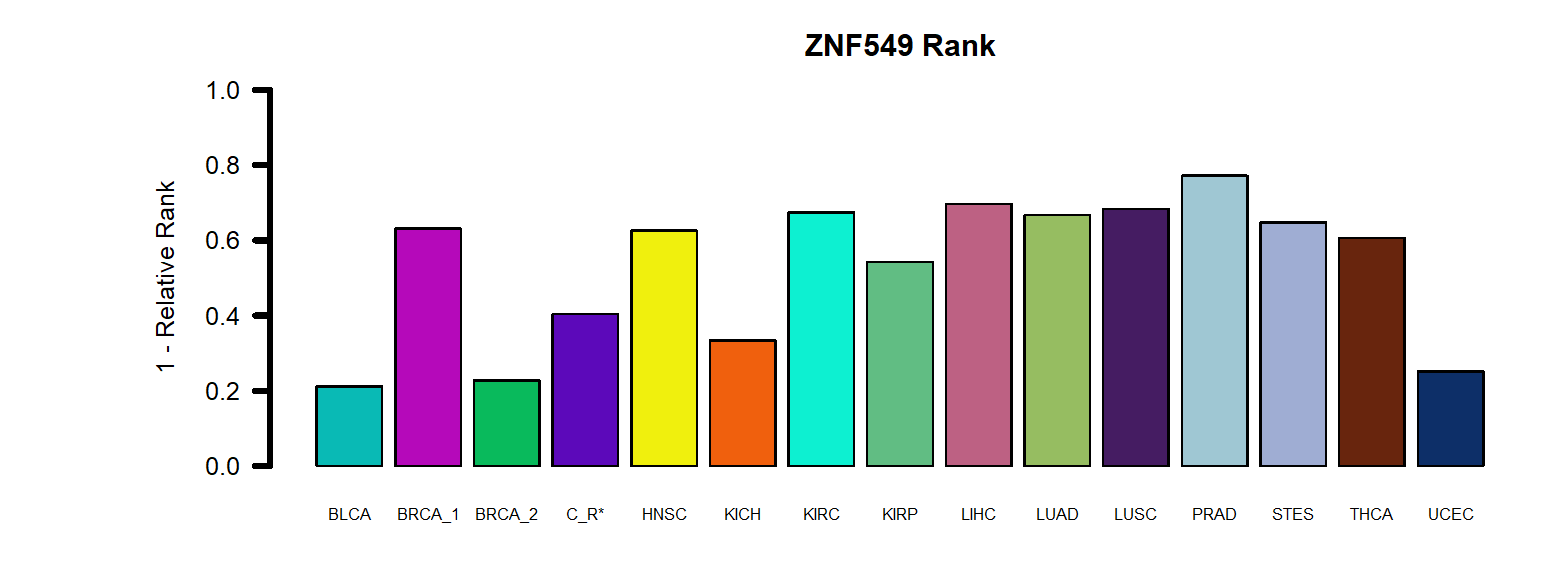 ZNF549 Rank
1 - Relative Rank
1.0
0.8
0.6
0.4
0.2
0.0
BLCA BRCA_1 BRCA_2 C_R* HNSC KICH KIRC KIRP LIHC LUAD LUSC PRAD STES THCA UCEC